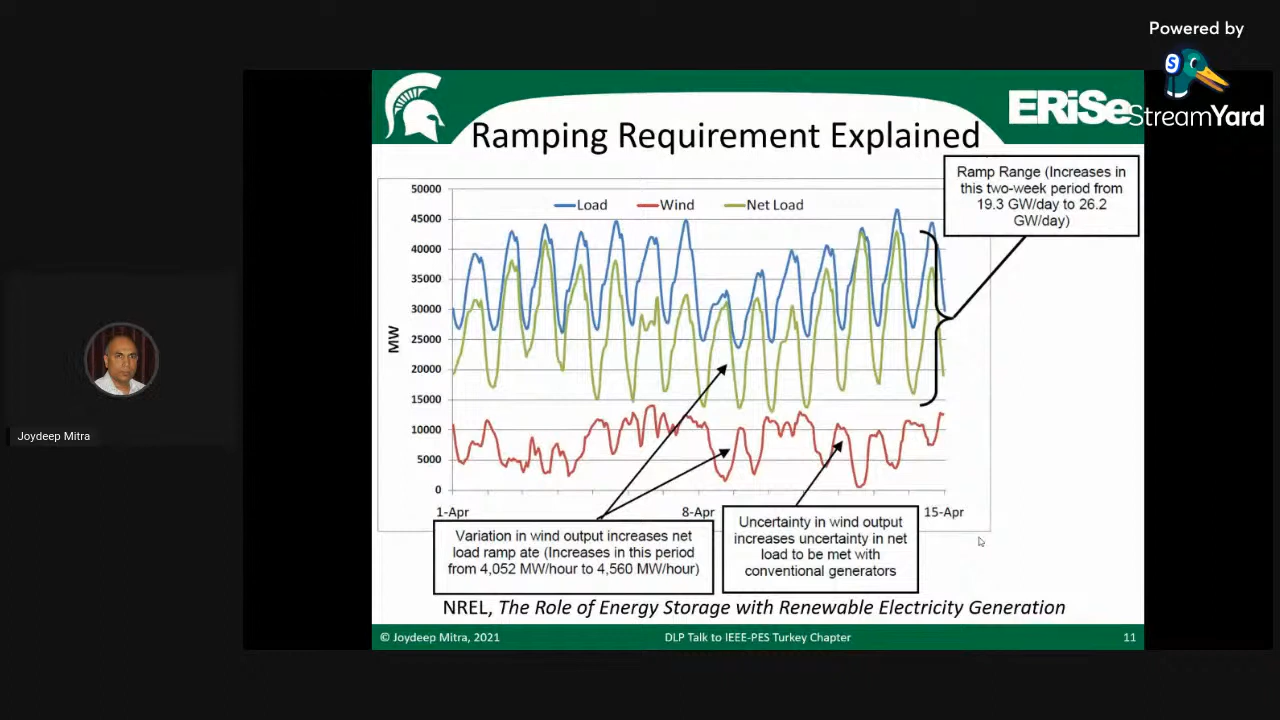 Powered by
S
StreamYard
ERiSe
Ramping Requirement Explained
Ramp Range (Increases in
this two-week period from
19.3 GW/day to 26.2
GW/day)
50000
45000
40000
35000
30000
25000
20000
15000
10000
5000
0
MW
Load
Wind
Net Load
1-Apr
8-Apr
15-Apr
Variation in wind output increases net
load ramp ate (Increases in this period
from 4,052 MW/hour to 4,560 MW/hour)
Uncertainty in wind output
increases uncertainty in net
load to be met with
conventional generators
NREL, The Role of Energy Storage with Renewable Electricity Generation
© Joydeep Mitra, 2021
DLP Talk to IEEE-PES Turkey Chapter
11
Joydeep Mitra